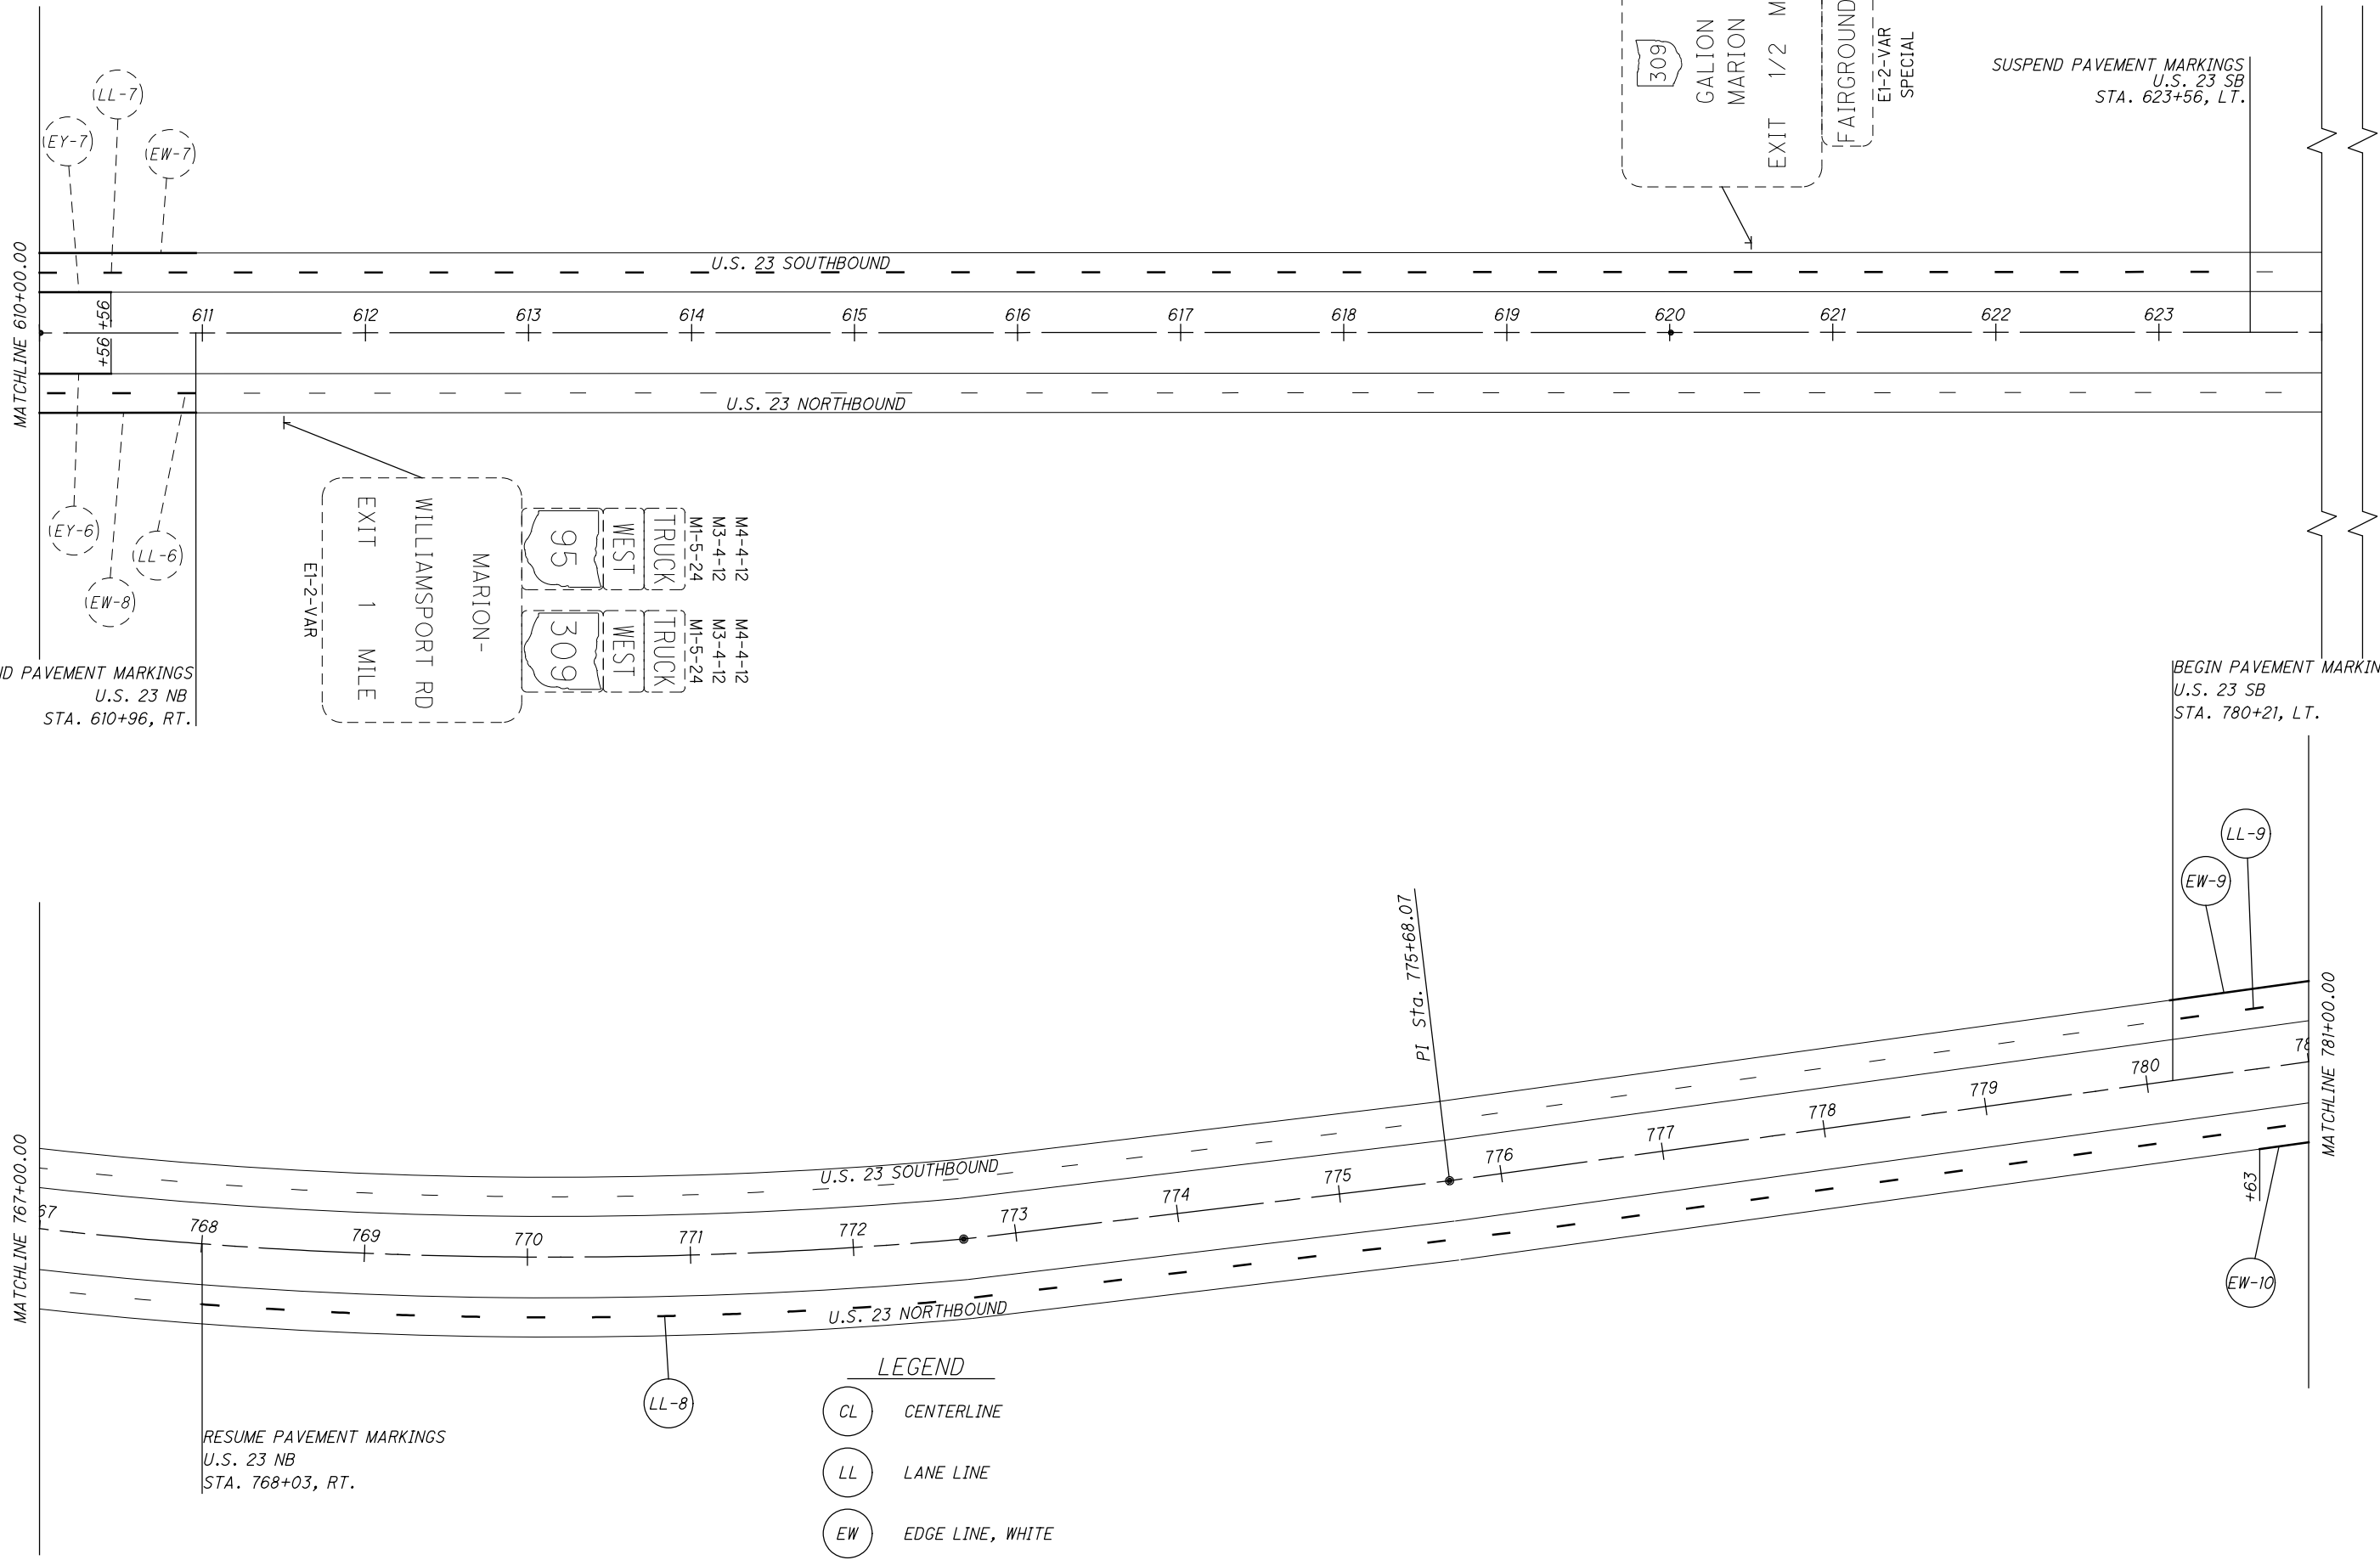 309
GALION
MARION
EXIT 1/2 M
FAIRGROUND
E1-2-VAR
SPECIAL
SUSPEND PAVEMENT MARKINGS
U.S. 23 SB
STA. 623+56, LT.
LL-7
EY-7
EW-7
MATCHLINE 610+00.00
U.S. 23 SOUTHBOUND
+56
+56
611
612
613
614
615
616
617
618
619
620
621
622
623
U.S. 23 NORTHBOUND
EY-6
LL-6
EW-8
ND PAVEMENT MARKINGS
U.S. 23 NB
STA. 610+96, RT.
M4-4-12
M3-4-12
M1-5-24
TRUCK
WEST
95
M4-4-12
M3-4-12
M1-5-24
TRUCK
WEST
309
MARION-
WILLIAMSPORT RD
EXIT 1 MILE
E1-2-VAR
BEGIN PAVEMENT MARKIN
U.S. 23 SB
STA. 780+21, LT.
LL-9
EW-9
PI Sta. 775+68.07
MATCHLINE 781+00.00
MATCHLINE 767+00.00
U.S. 23 SOUTHBOUND
67
768
769
770
771
772
773
774
775
776
777
778
779
780
78
+63
EW-10
U.S. 23 NORTHBOUND
LL-8
RESUME PAVEMENT MARKINGS
U.S. 23 NB
STA. 768+03, RT.
LEGEND
CL CENTERLINE
LL LANE LINE
EW EDGE LINE, WHITE